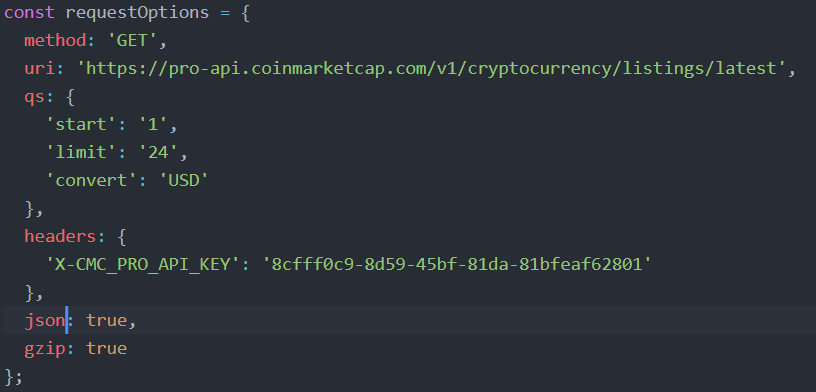 const requestOptions = {
  method: 'GET',
  uri: 'https://pro-api.coinmarketcap.com/v1/cryptocurrency/listings/latest',
  qs: {
    'start': '1',
    'limit': '24',
    'convert': 'USD'
  },
  headers: {
    'X-CMC_PRO_API_KEY': '8cfff0c9-8d59-45bf-81da-81bfeaf62801'
  },
  json: true,
  gzip: true
};